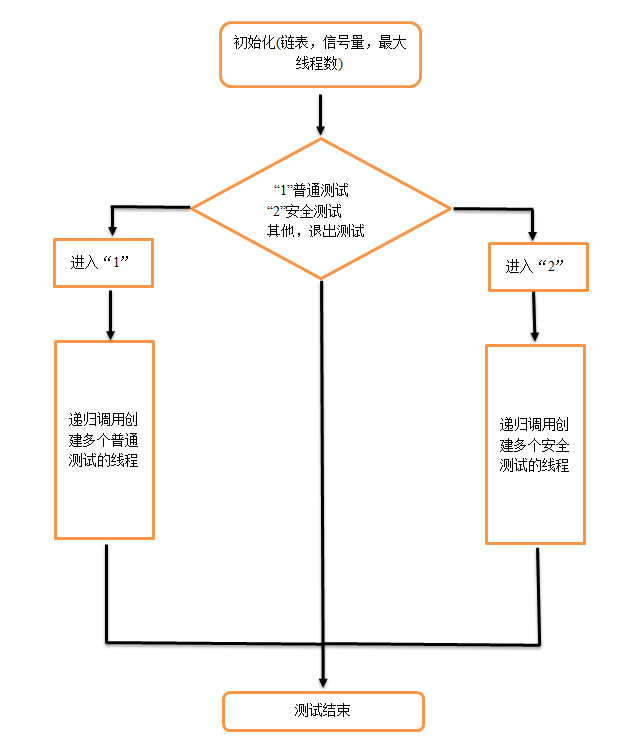 初始化(链表，信号量，最大
线程数)
“1”普通测试
“2”安全测试
其他，退出测试
进入“1”
进入“2”
递归调用创
建多个普通
测试的线程
递归调用创
建多个安全
测试的线程
测试结束